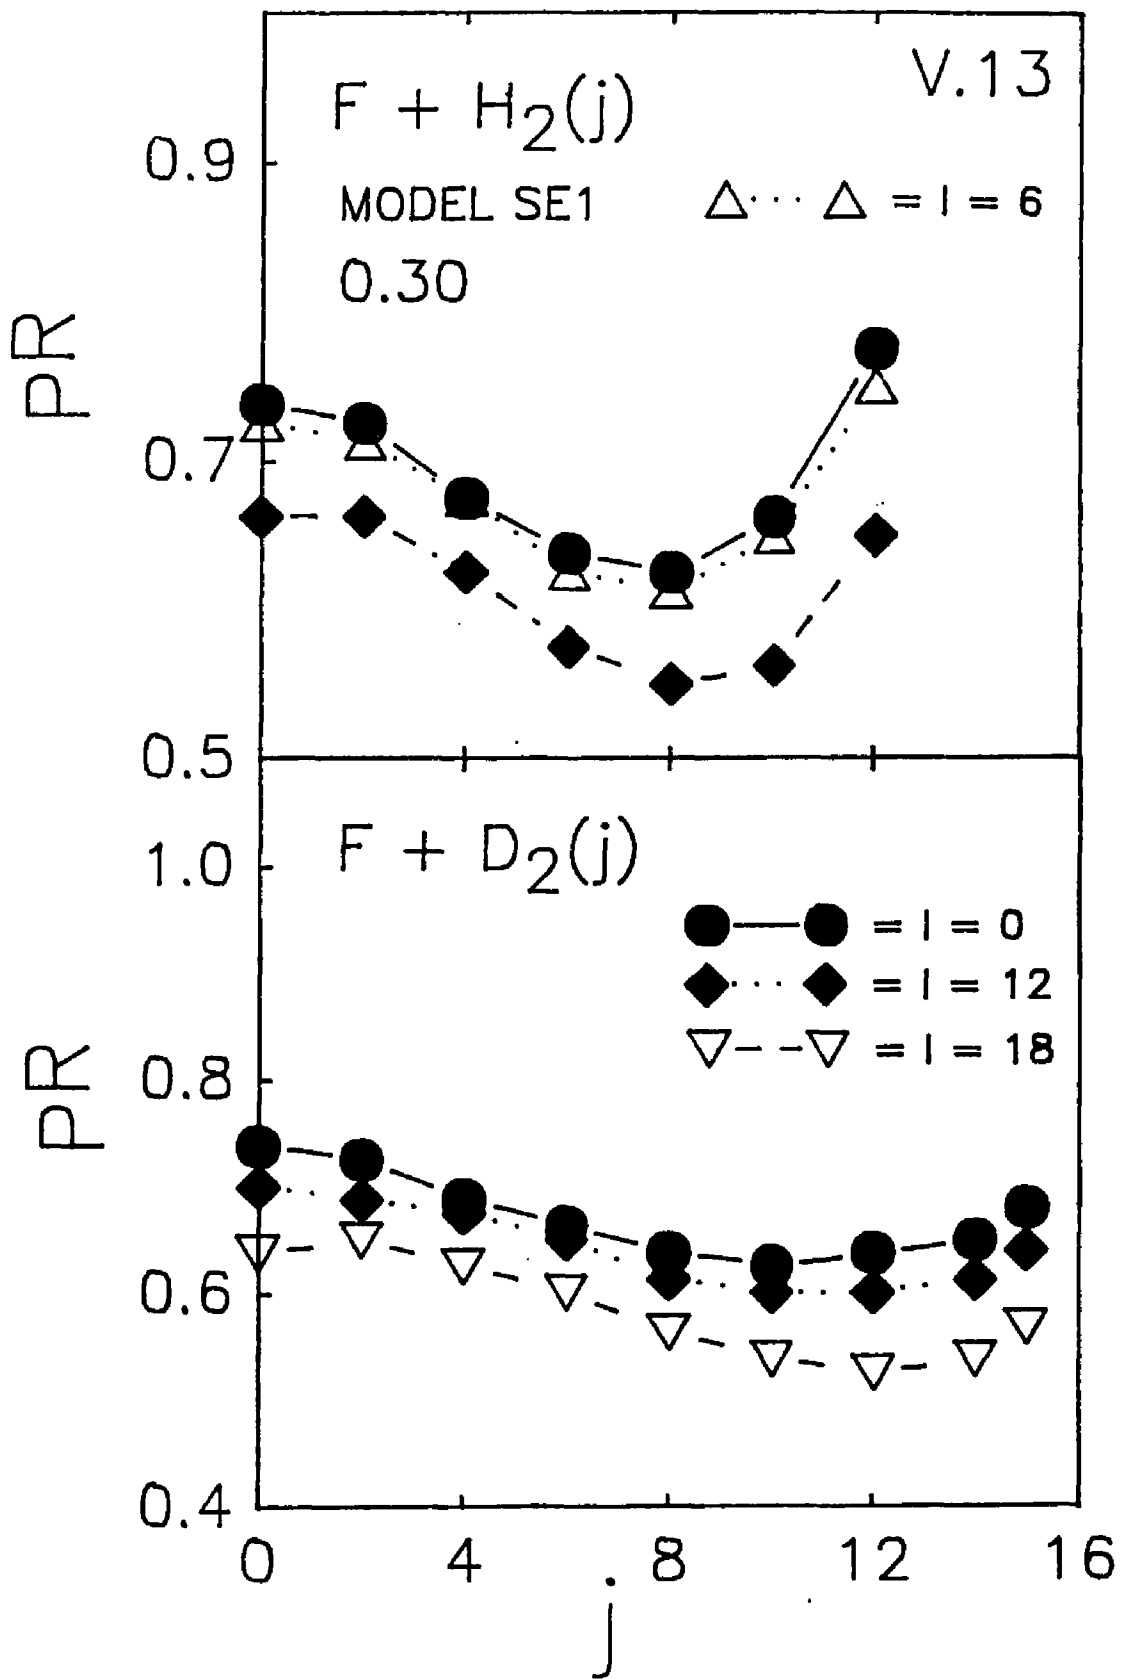 V.13
F + H2(j)
0.9
MODEL SE1
= l = 6
0.30
PR
0.7
0.5
F + D2(j)
1.0
= l = 0
= l = 12
= l = 18
PR
0.8
0.6
0.4
0 4 8 12 16
j